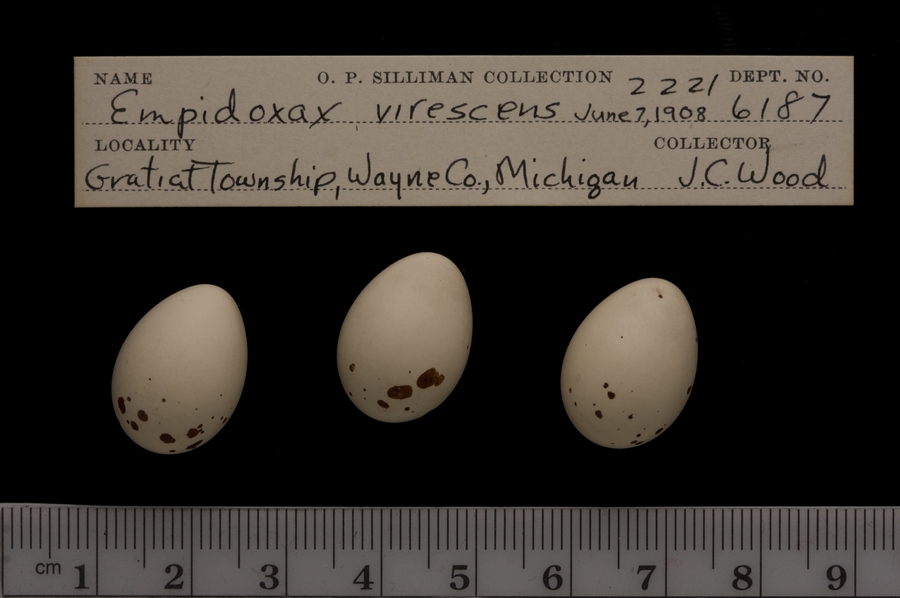 NAME O. P. SILLIMAN COLLECTION 2221 DEPT. NO.
Empidoxax virescens June 7, 1908 6187
LOCALITY COLLECTOR
Gratiat Township, Wayne Co., Michigan J.C. Wood
cm 1 2 3 4 5 6 7 8 9